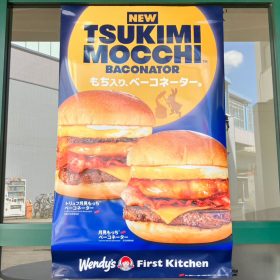 NEW
TSUKIMI
MOCCHI™
BACONATOR
もち入り、ベーコネーター。
トリュフ月見もっち
ベーコネーター
月見もっち
ベーコネーター
Wendy's First Kitchen